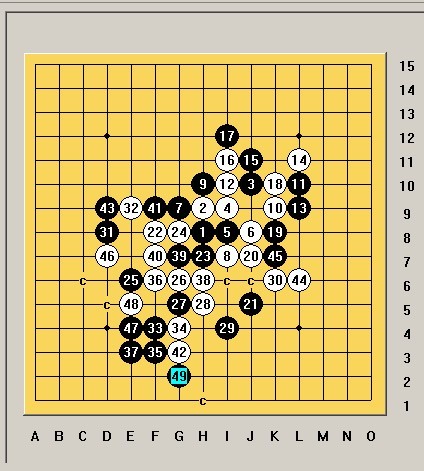 15
14
13
17 12
16 15 14 11
9 12 3 18 11 10
43 32 41 7 2 4 10 13 9
31 22 24 1 5 6 19 8
46 40 39 23 8 20 45 7
c 25 36 26 38 c c 30 44 6
c 48 27 28 21 5
47 33 34 29 4
37 35 42 3
49 2
c 1
A B C D E F G H I J K L M N O